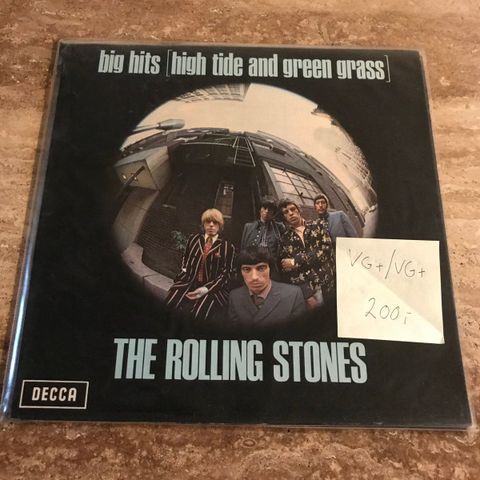 big hits [high tide and green grass]
VG+/VG+
200,-
THE ROLLING STONES
DECCA